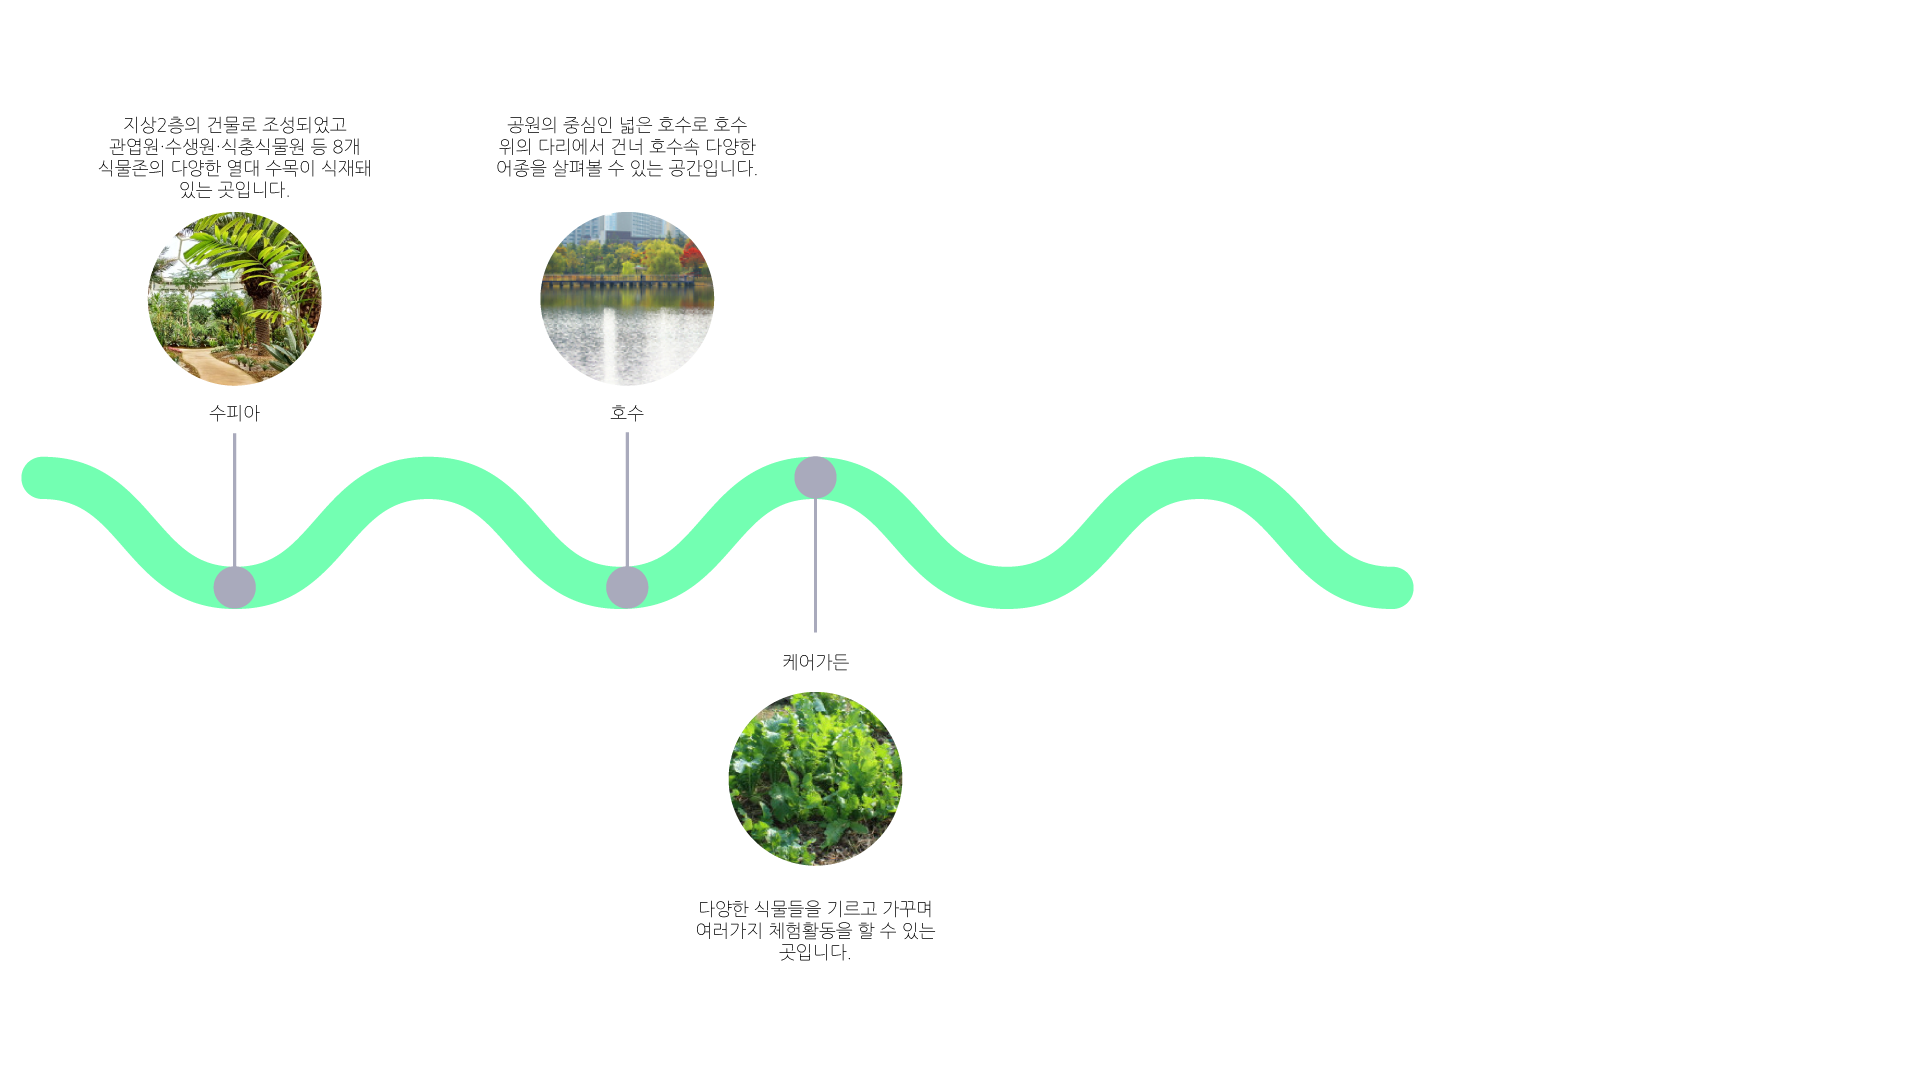 지상2층의 건물로 조성되었고
관엽원·수생원·식충식물원 등 8개
식물존의 다양한 열대 수목이 식재돼
있는 곳입니다.
수피아
공원의 중심인 넓은 호수로 호수
위의 다리에서 건너 호수속 다양한
어종을 살펴볼 수 있는 공간입니다.
호수
케어가든
다양한 식물들을 기르고 가꾸며
여러가지 체험활동을 할 수 있는
곳입니다.